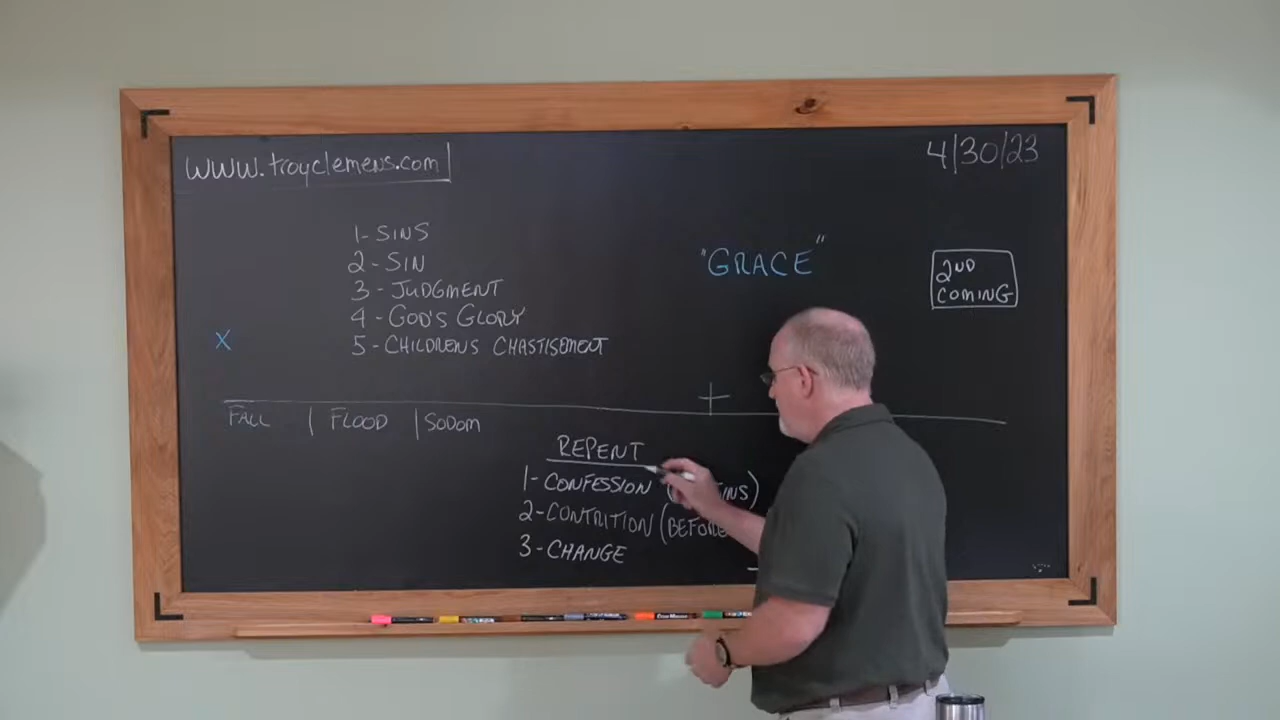 www.troyclemens.com
4/30/23
1- SINS
2 - SIN
3 - JUDGMENT
4 - GOD'S GLORY
5 - CHILDRENS CHASTISEMENT
"GRACE"
2ND
COMING
X
FALL | FLOOD | SODOM
REPENT
1- CONFESSION
2- CONTRITION (BEFORE
3- CHANGE